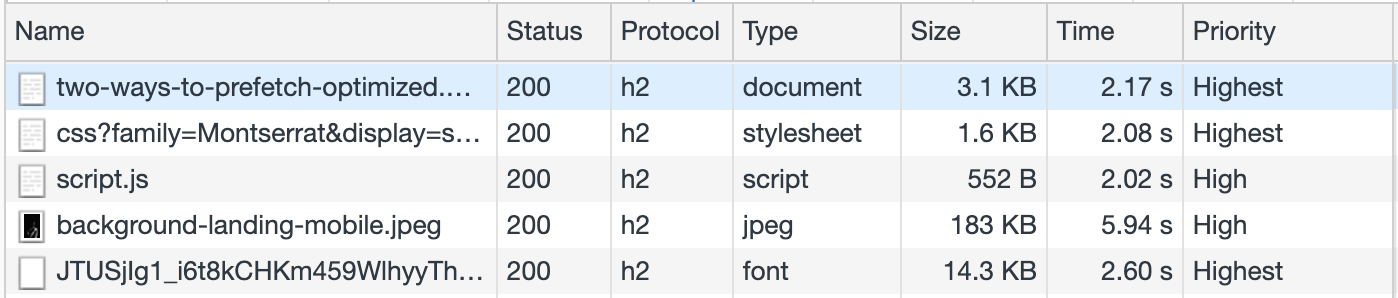 Name Status Protocol Type Size Time Priority
two-ways-to-prefetch-optimized.... 200 h2 document 3.1 KB 2.17 s Highest
css?family=Montserrat&display=s... 200 h2 stylesheet 1.6 KB 2.08 s Highest
script.js 200 h2 script 552 B 2.02 s High
background-landing-mobile.jpeg 200 h2 jpeg 183 KB 5.94 s High
JTUSjIg1_i6t8kCHKm459WlhyyTh... 200 h2 font 14.3 KB 2.60 s Highest